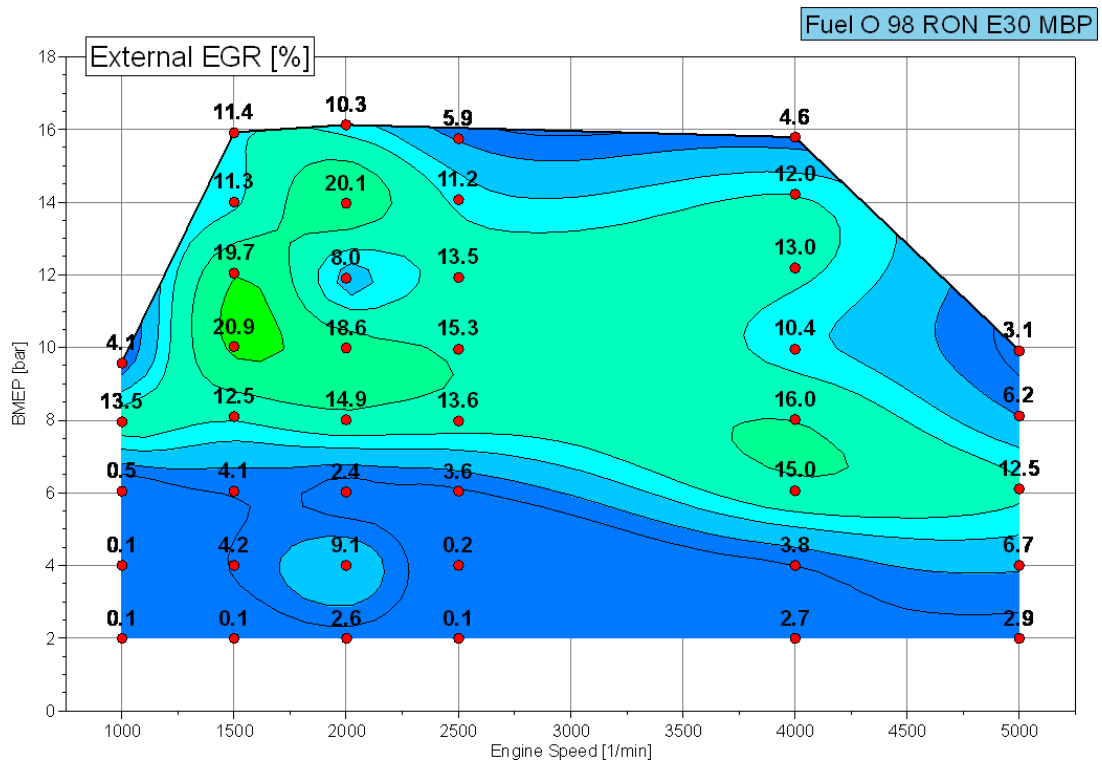 Fuel O 98 RON E30 MBP
External EGR [%]
18
16
14
12
10
8
6
4
2
0
BMEP [bar]
11.4 10.3 5.9 4.6
11.3 20.1 11.2 12.0
19.7 8.0 13.5 13.0
4.1 20.9 18.6 15.3 10.4 3.1
13.5 12.5 14.9 13.6 16.0 6.2
0.5 4.1 2.4 3.6 15.0 12.5
0.1 4.2 9.1 0.2 3.8 6.7
0.1 0.1 2.6 0.1 2.7 2.9
1000 1500 2000 2500 3000 3500 4000 4500 5000
Engine Speed [1/min]